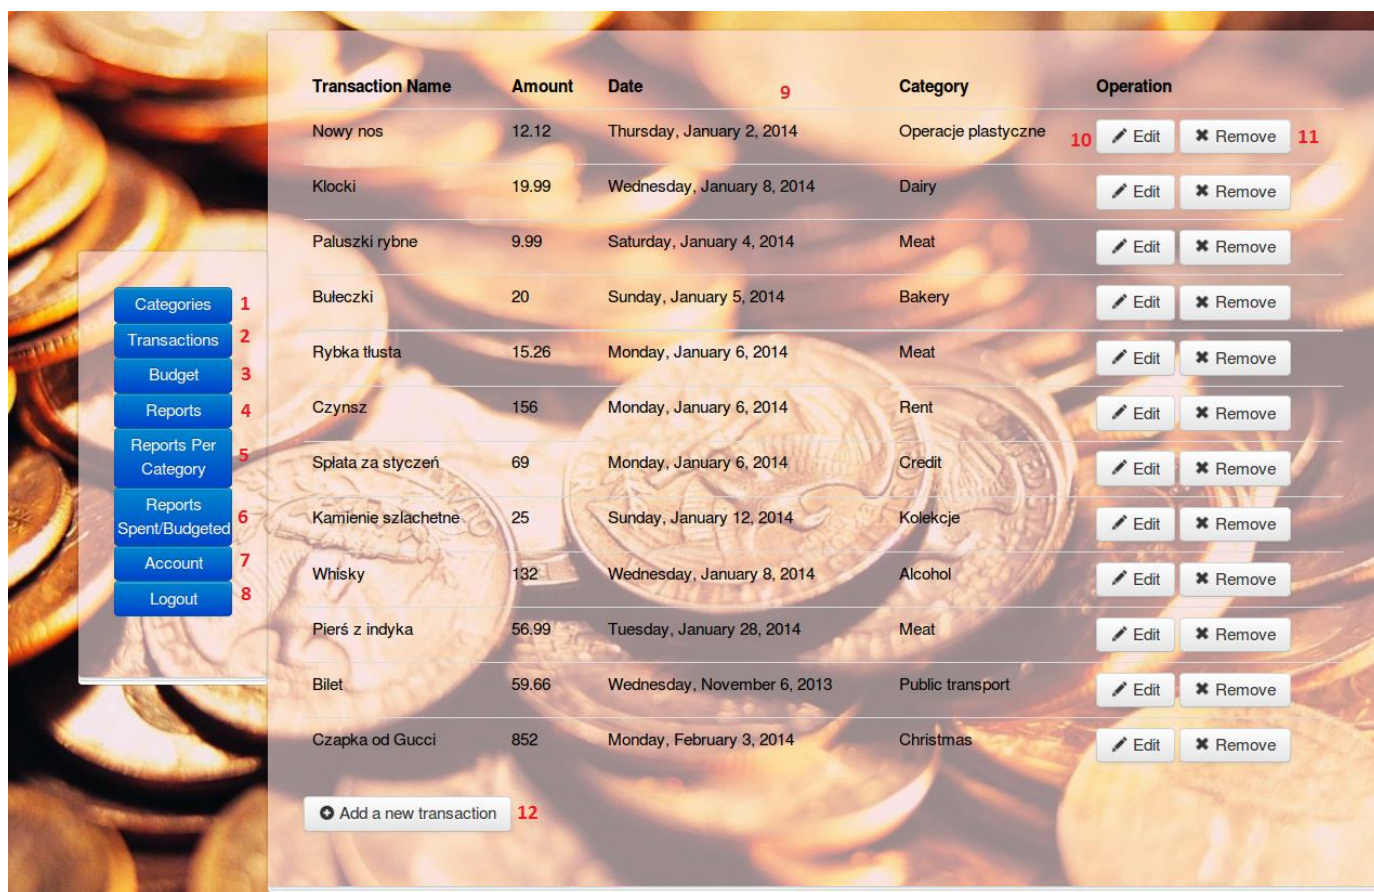 Transaction Name Amount Date 9 Category Operation
Nowy nos 12.12 Thursday, January 2, 2014 Operacje plastyczne 10 Edit Remove 11
Klocki 19.99 Wednesday, January 8, 2014 Dairy Edit Remove
Paluszki rybne 9.99 Saturday, January 4, 2014 Meat Edit Remove
Bułeczki 20 Sunday, January 5, 2014 Bakery Edit Remove
Rybka tłusta 15.26 Monday, January 6, 2014 Meat Edit Remove
Czynsz 156 Monday, January 6, 2014 Rent Edit Remove
Spłata za styczeń 69 Monday, January 6, 2014 Credit Edit Remove
Kamienie szlachetne 25 Sunday, January 12, 2014 Kolekcje Edit Remove
Whisky 132 Wednesday, January 8, 2014 Alcohol Edit Remove
Pierś z indyka 56.99 Tuesday, January 28, 2014 Meat Edit Remove
Bilet 59.66 Wednesday, November 6, 2013 Public transport Edit Remove
Czapka od Gucci 852 Monday, February 3, 2014 Christmas Edit Remove
Add a new transaction 12
Categories 1
Transactions 2
Budget 3
Reports 4
Reports Per
Category 5
Reports
Spent/Budgeted 6
Account 7
Logout 8